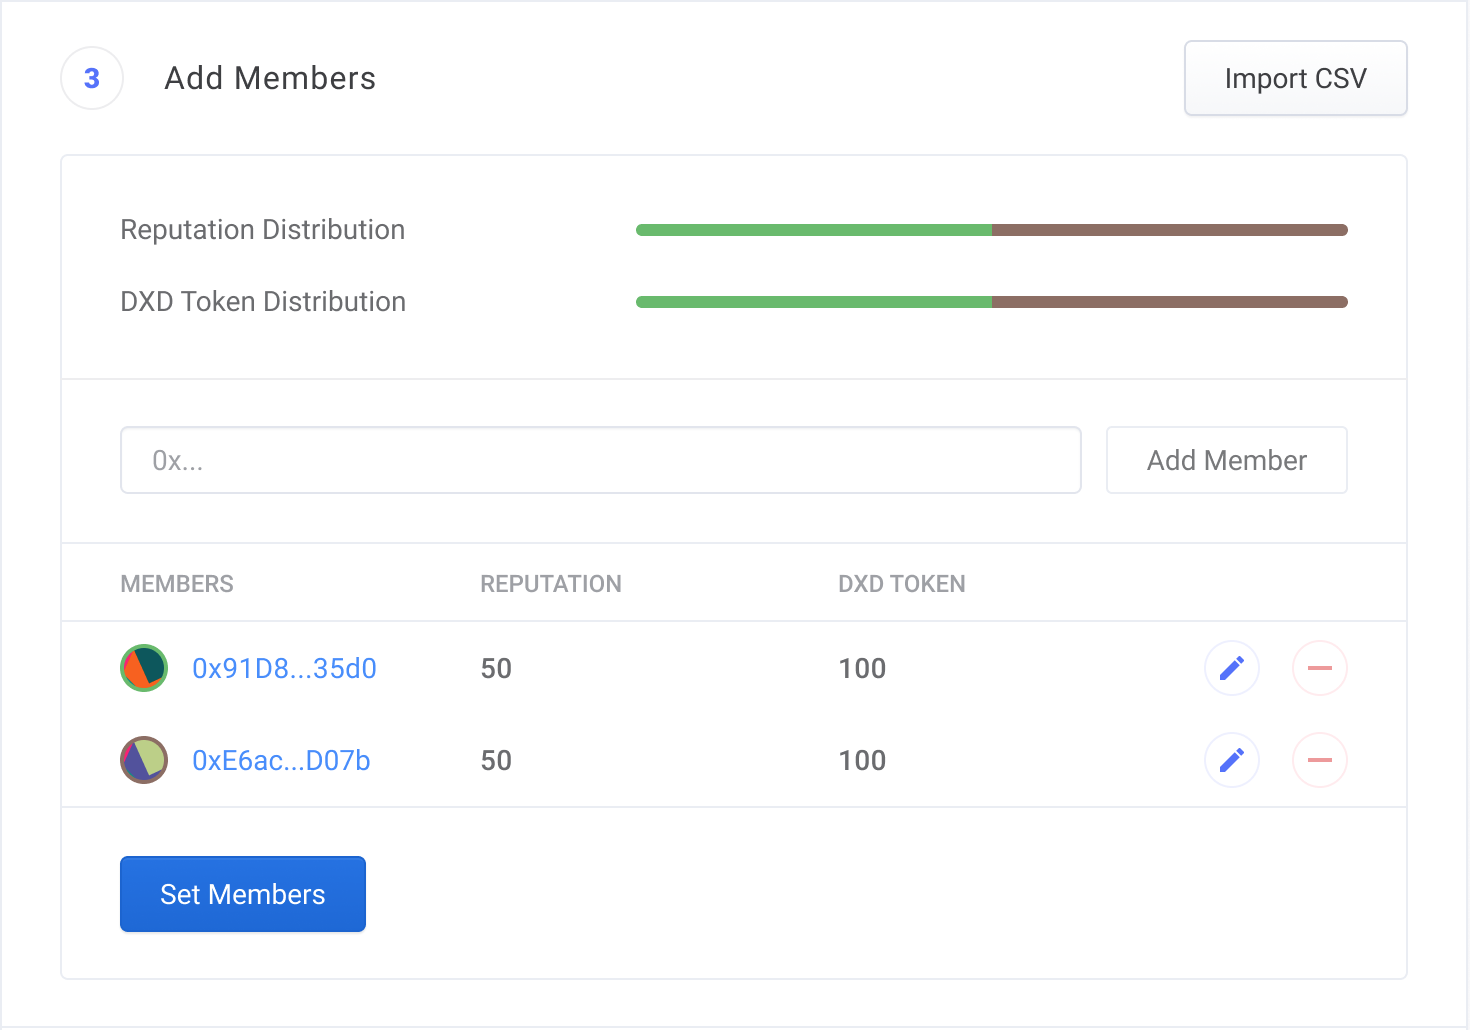 3 Add Members Import CSV
Reputation Distribution
DXD Token Distribution
0x... Add Member
MEMBERS REPUTATION DXD TOKEN
0x91D8...35d0 50 100
0xE6ac...D07b 50 100
Set Members